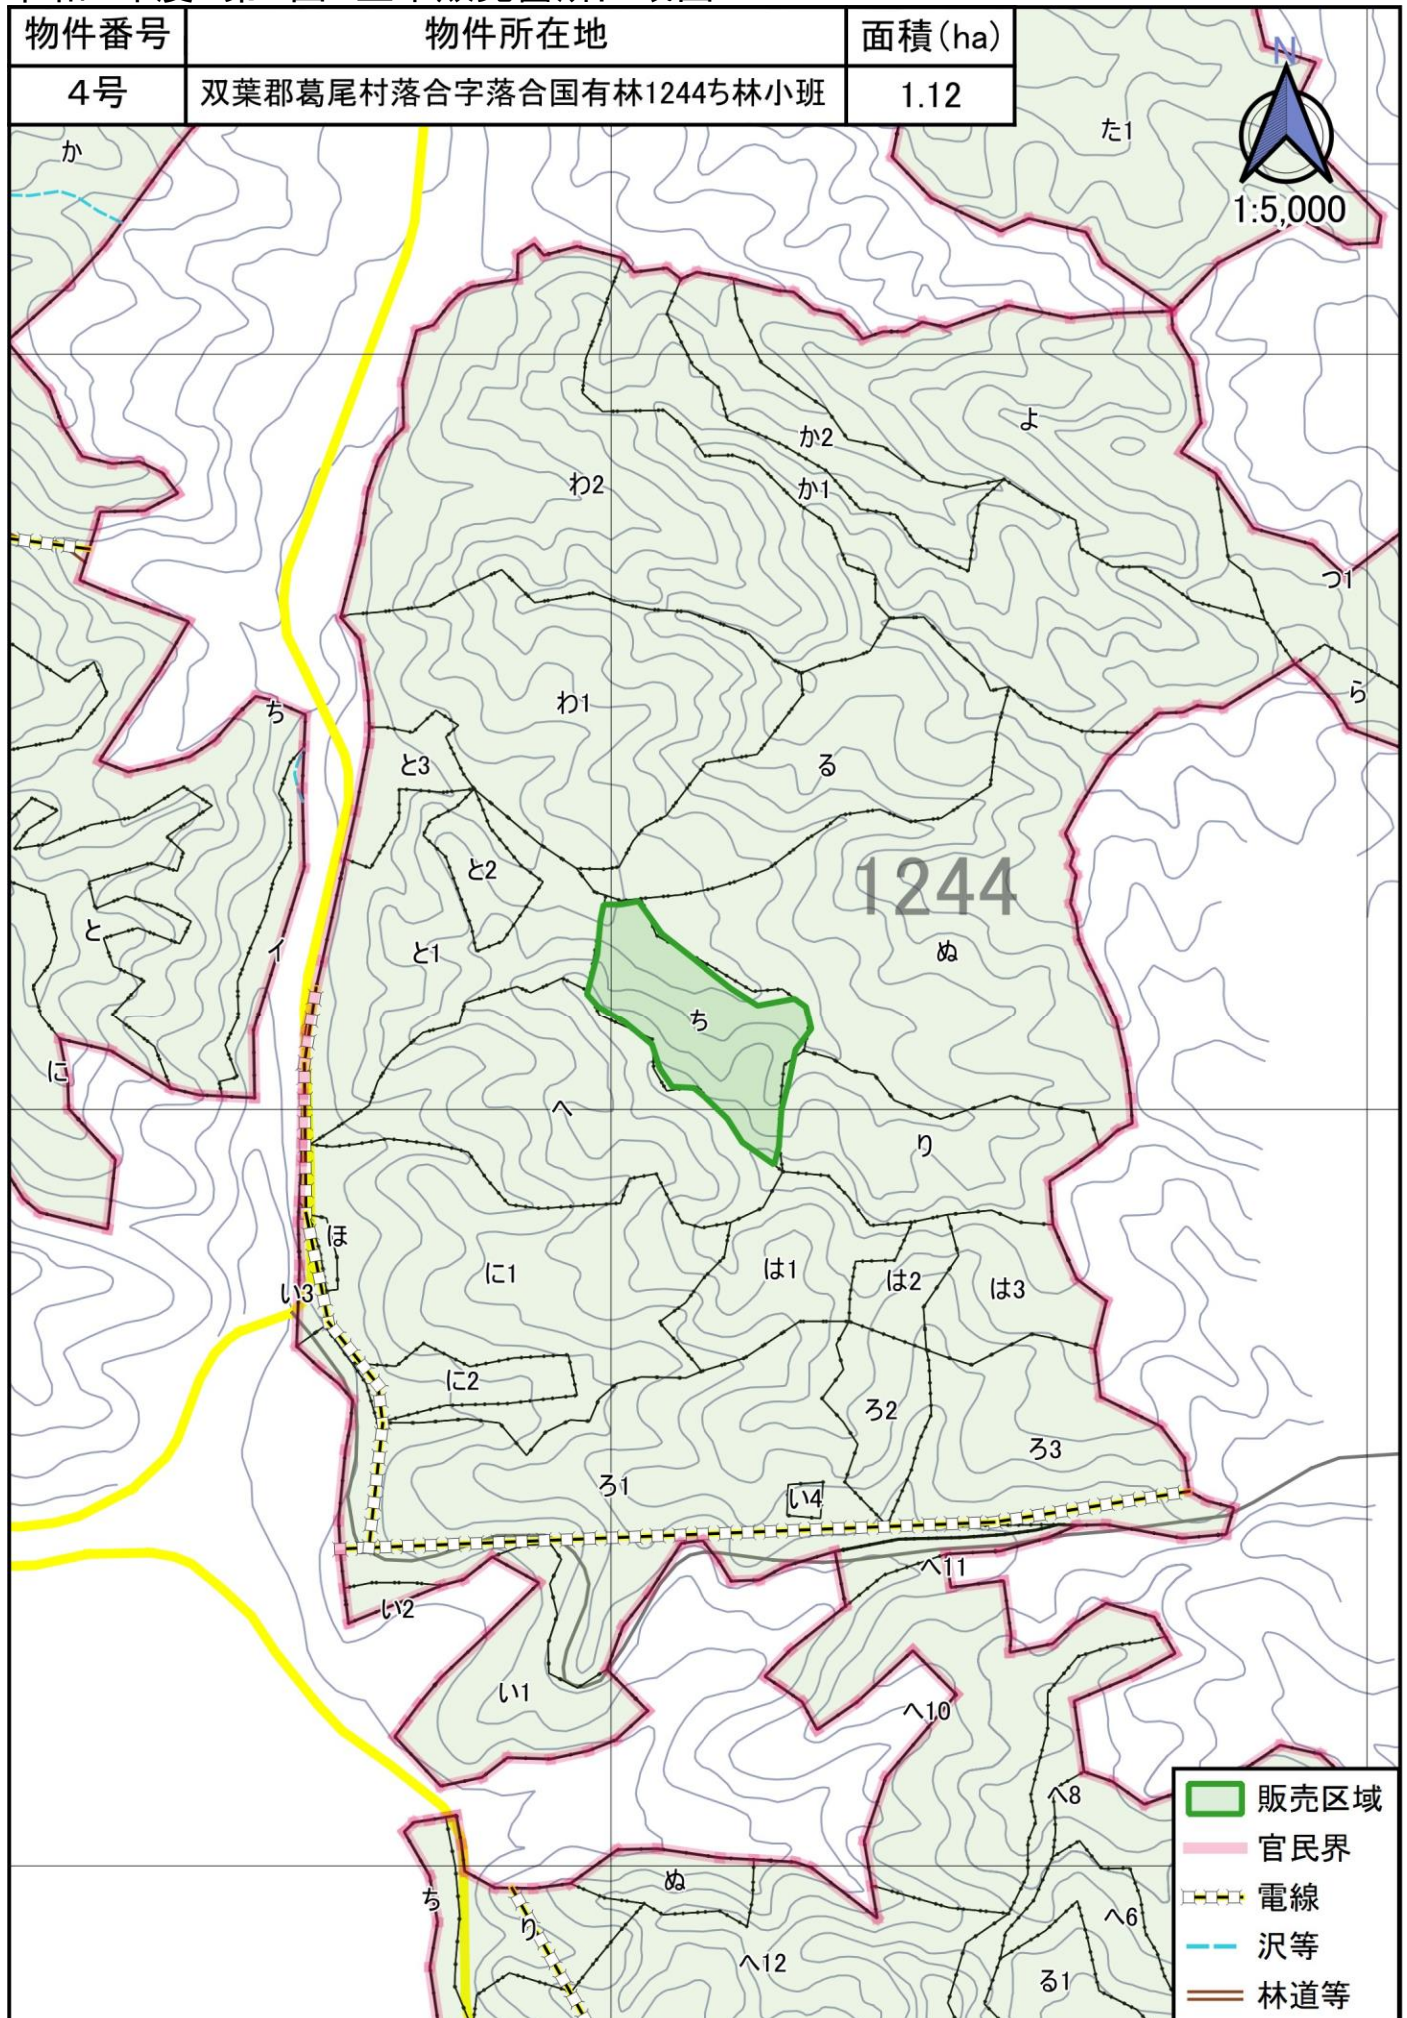 物件番号 物件所在地 面積(ha)
4号 双葉郡葛尾村落合字落合国有林1244ち林小班 1.12
N
1:5,000
か
た1
よ
か2
か1
わ2
つ1
ら
わ1
ち
る
と3
と2
1244
と
イ
と1
ぬ
ち
に
へ
り
ほ
に1
は1
は2
は3
い3
に2
ろ2
ろ3
ろ1
い4
へ11
い2
い1
へ10
へ8
ぬ
ち
り
へ6
へ12
る1
販売区域
官民界
電線
沢等
林道等